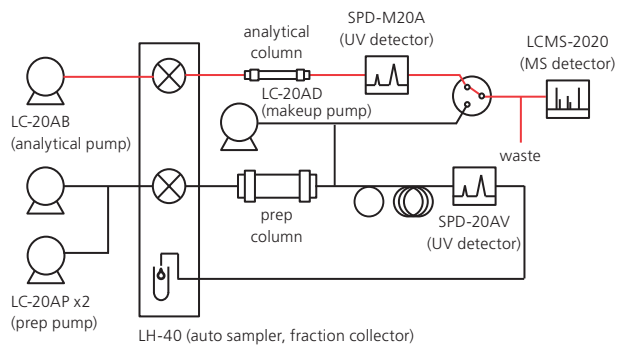 SPD-M20A
(UV detector)
analytical
column
LCMS-2020
(MS detector)
LC-20AB
(analytical pump)
LC-20AD
(makeup pump)
waste
prep
column
SPD-20AV
(UV detector)
LC-20AP x2
(prep pump)
LH-40 (auto sampler, fraction collector)